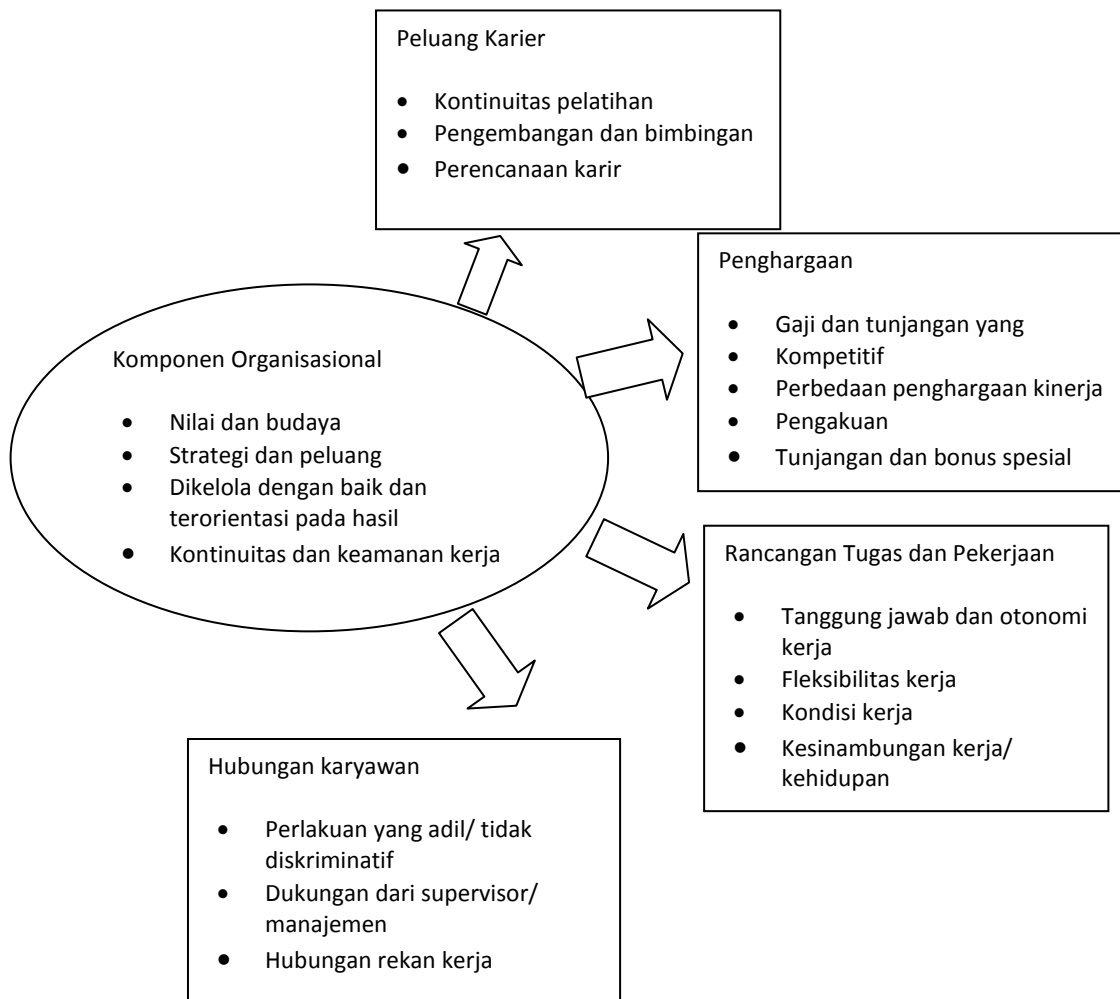 Peluang Karier
• Kontinuitas pelatihan
• Pengembangan dan bimbingan
• Perencanaan karir
Penghargaan
• Gaji dan tunjangan yang
• Kompetitif
• Perbedaan penghargaan kinerja
• Pengakuan
• Tunjangan dan bonus spesial
Komponen Organisasional
• Nilai dan budaya
• Strategi dan peluang
• Dikelola dengan baik dan
terorientasi pada hasil
• Kontinuitas dan keamanan kerja
Rancangan Tugas dan Pekerjaan
• Tanggung jawab dan otonomi
kerja
• Fleksibilitas kerja
• Kondisi kerja
• Kesinambungan kerja/
kehidupan
Hubungan karyawan
• Perlakuan yang adil/ tidak
diskriminatif
• Dukungan dari supervisor/
manajemen
• Hubungan rekan kerja